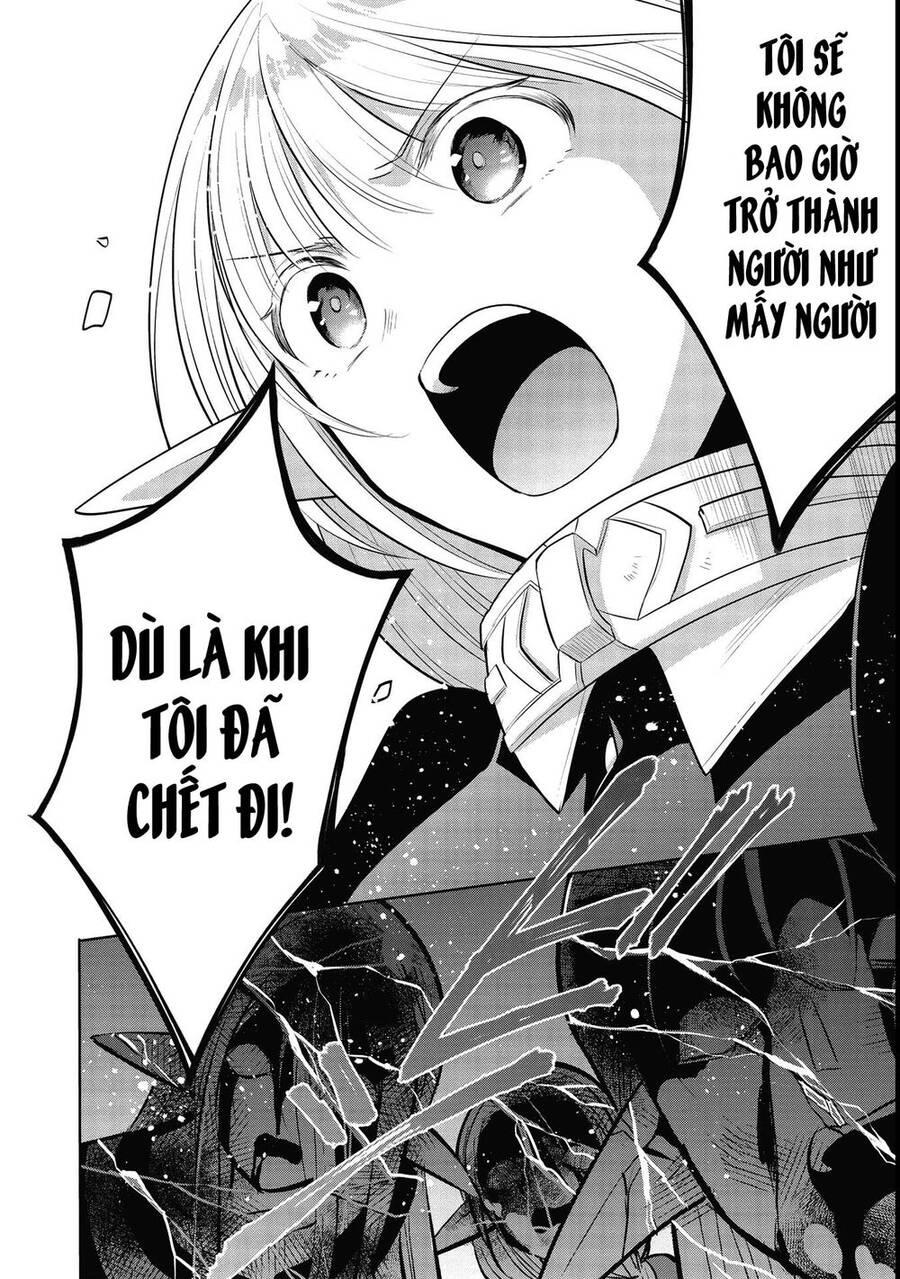 TÔI SẼ
KHÔNG
BAO GIỜ
TRỞ THÀNH
NGƯỜI NHƯ
MẤY NGƯỜI
DÙ LÀ KHI
TÔI ĐÃ
CHẾT ĐI!